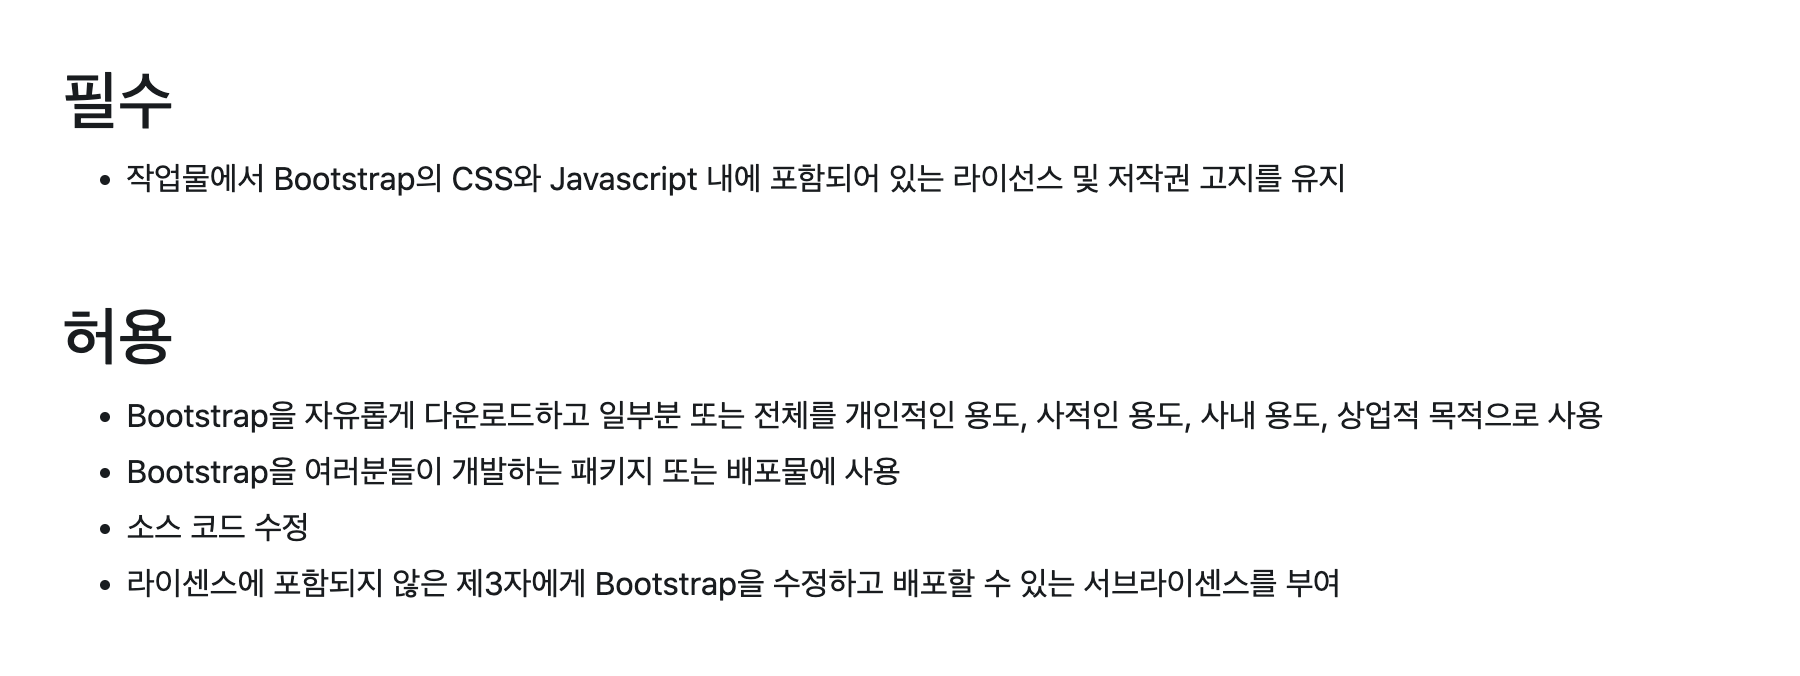 필수
• 작업물에서 Bootstrap의 CSS와 Javascript 내에 포함되어 있는 라이선스 및 저작권 고지를 유지
허용
• Bootstrap을 자유롭게 다운로드하고 일부분 또는 전체를 개인적인 용도, 사적인 용도, 사내 용도, 상업적 목적으로 사용
• Bootstrap을 여러분들이 개발하는 패키지 또는 배포물에 사용
• 소스 코드 수정
• 라이센스에 포함되지 않은 제3자에게 Bootstrap을 수정하고 배포할 수 있는 서브라이센스를 부여